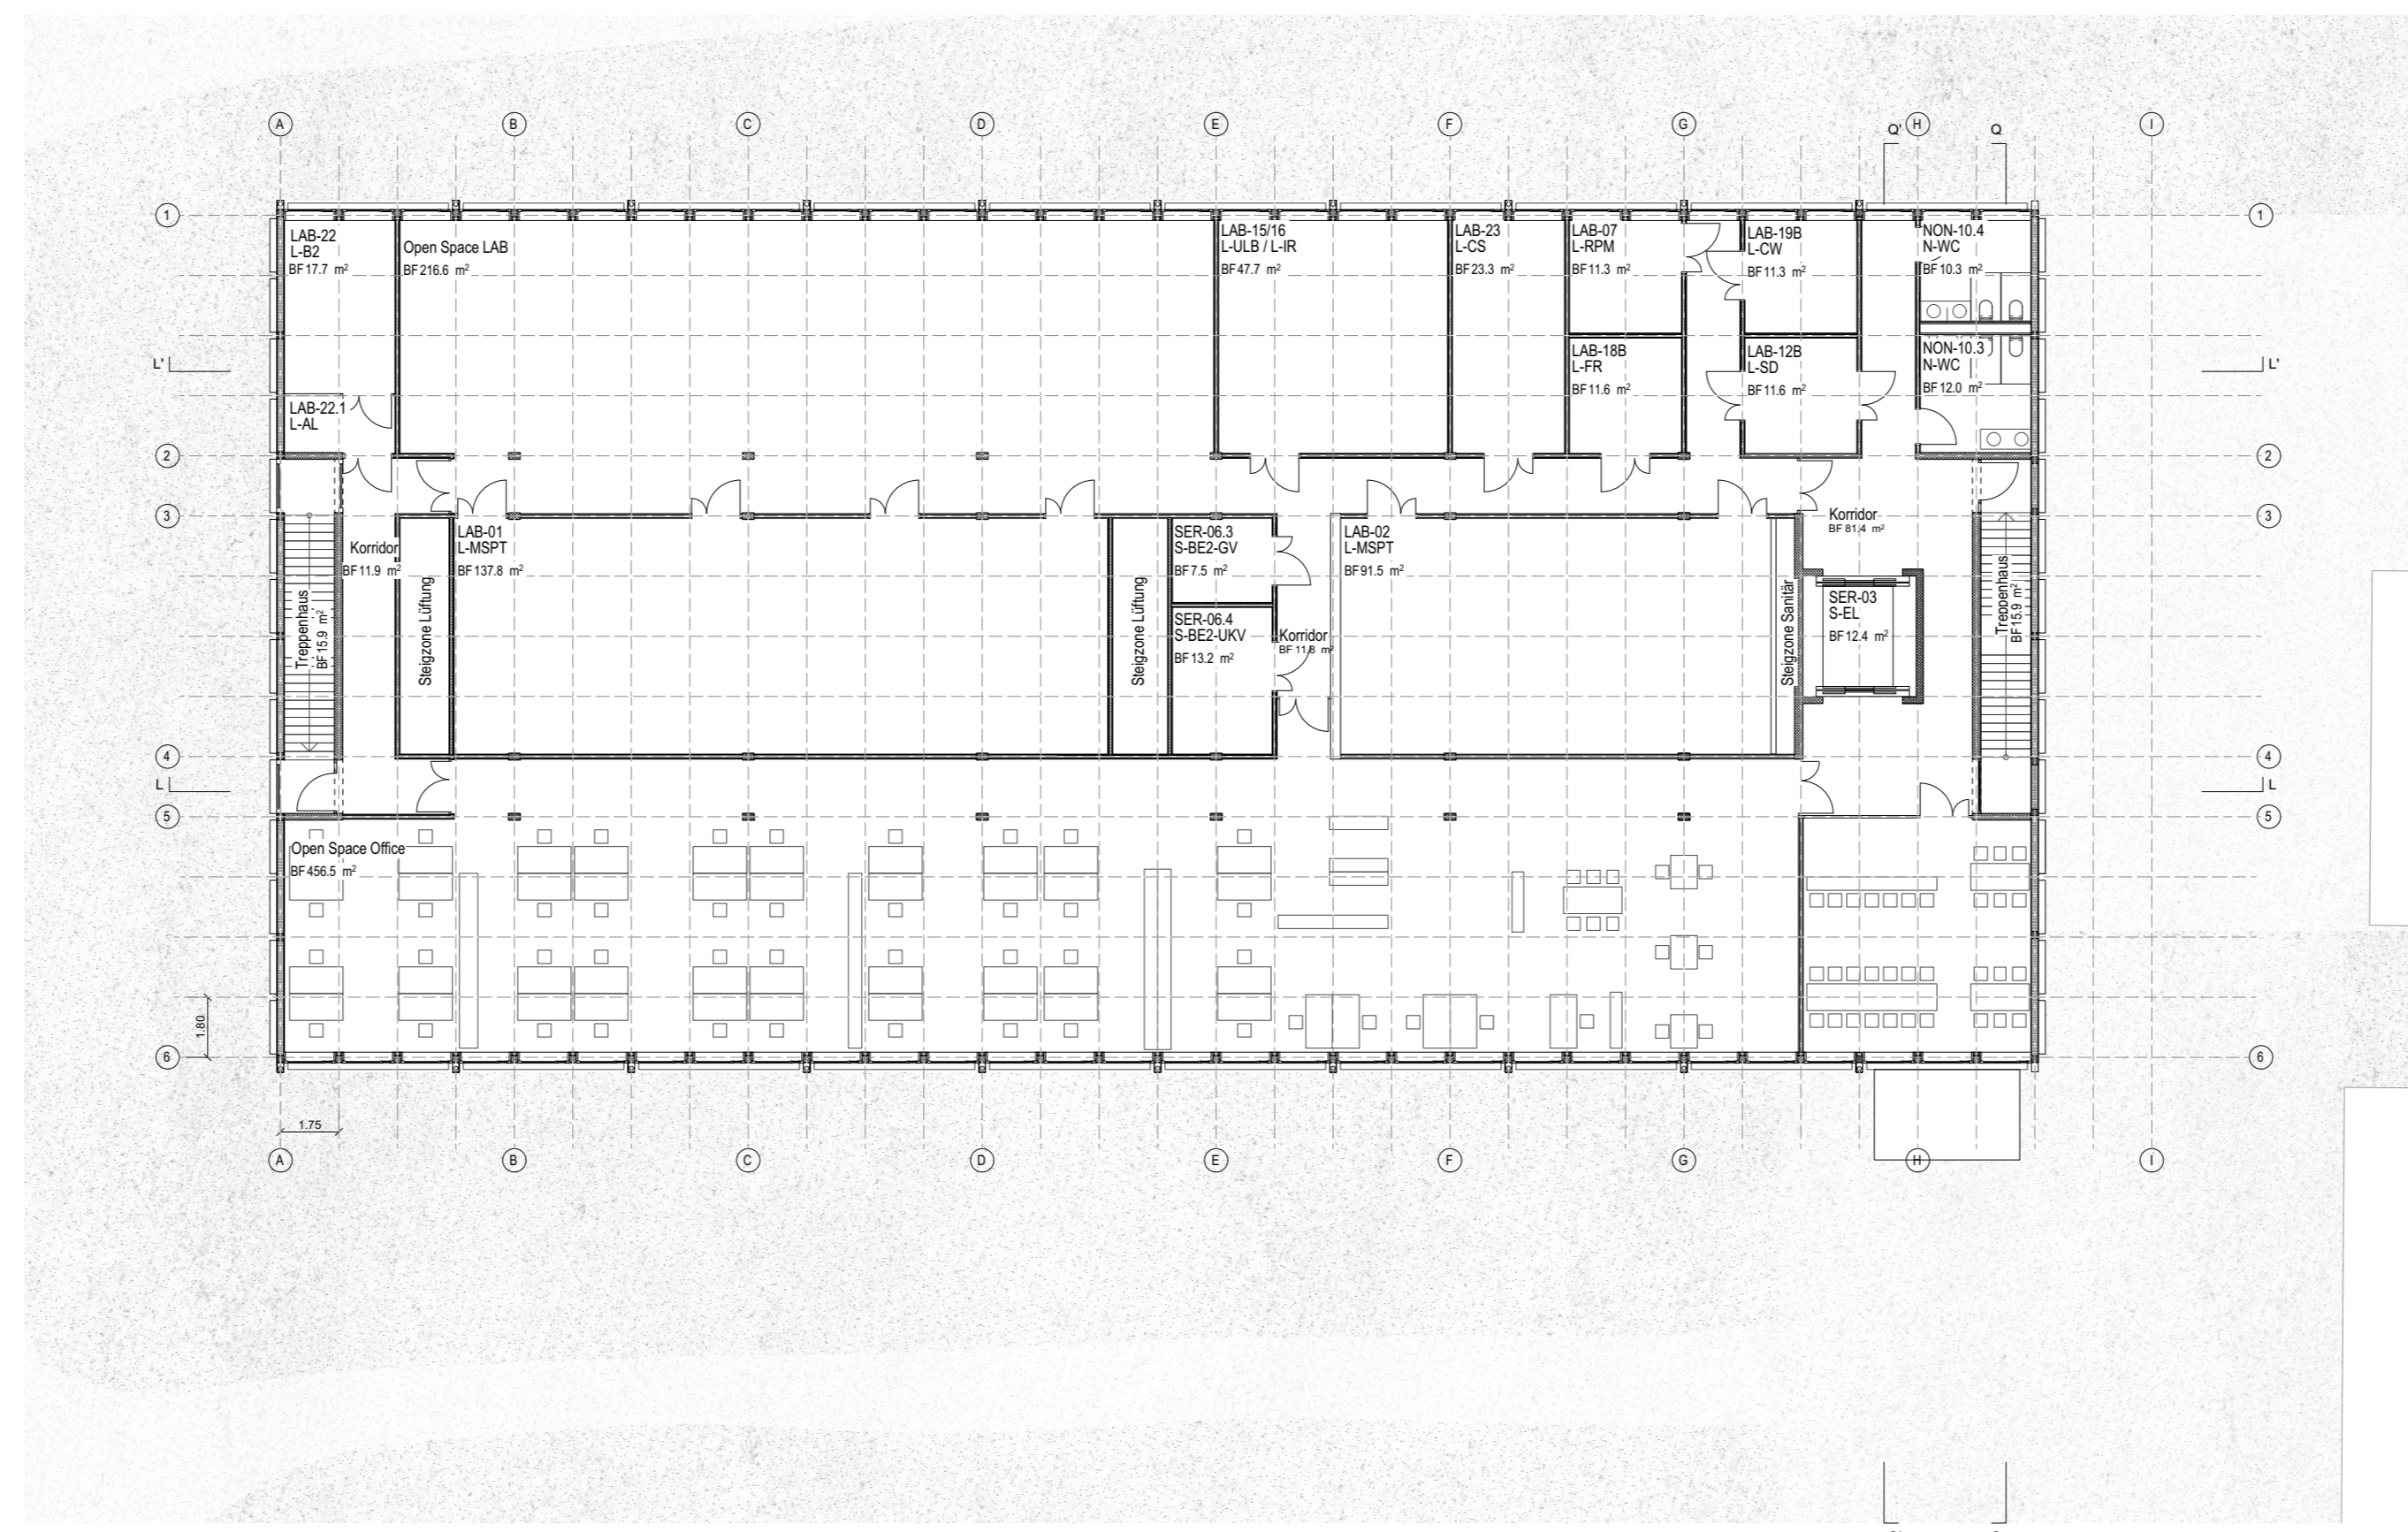 A B C D E F G Q' H Q I
1 1
LAB-22
L-B2
BF 17.7 m²
Open Space LAB
BF 216.6 m²
LAB-15/16
L-ULB / L-IR
BF 47.7 m²
LAB-23
L-CS
BF 23.3 m²
LAB-07
L-RPM
BF 11.3 m²
LAB-19B
L-CW
BF 11.3 m²
NON-10.4
N-WC
BF 10.3 m²
L' L'
LAB-18B
L-FR
BF 11.6 m²
LAB-12B
L-SD
BF 11.6 m²
NON-10.3
N-WC
BF 12.0 m²
LAB-22.1
L-AL
2 2
3 3
Treppenhaus
BF 15.9 m²
Korridor
BF 11.9 m²
Steigzone Lüftung
LAB-01
L-MSPT
BF 137.8 m²
Steigzone Lüftung
SER-06.3
S-BE2-GV
BF 7.5 m²
SER-06.4
S-BE2-UKV
BF 13.2 m²
Korridor
BF 11.8 m²
LAB-02
L-MSPT
BF 91.5 m²
Steigzone Sanitär
Korridor
BF 81.4 m²
SER-03
S-EL
BF 12.4 m²
Treppenhaus
BF 15.9 m²
4 4
L L
5 5
Open Space Office
BF 456.5 m²
1.80
6 6
1.75
A B C D E F G H I